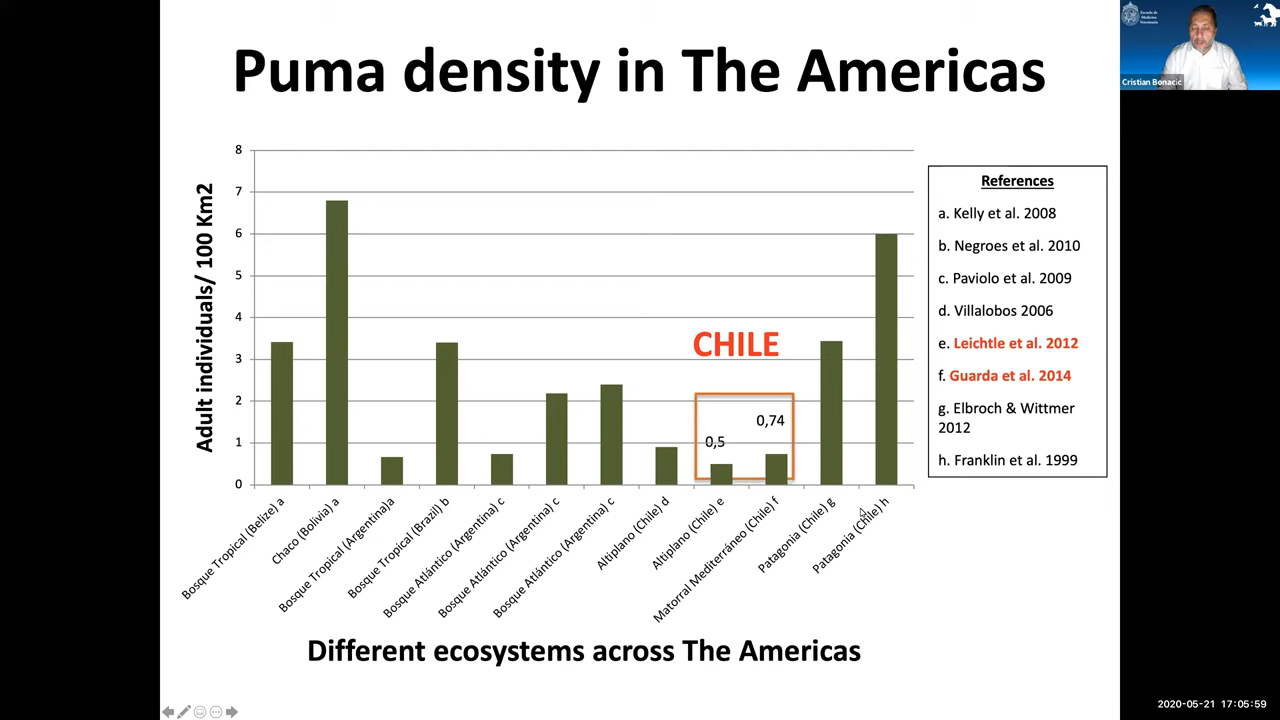 Puma density in The Americas
Escuela de
Medicina
Veterinaria
Cristian Bonacic
Adult individuals/ 100 Km2
8
7
6
5
4
3
2
1
0
CHILE
0,5
0,74
Bosque Tropical (Belize) a
Chaco (Bolivia) a
Bosque Tropical (Argentina)a
Bosque Tropical (Brazil) b
Bosque Atlántico (Argentina) c
Bosque Atlántico (Argentina) c
Bosque Atlántico (Argentina) c
Altiplano (Chile) d
Altiplano (Chile) e
Matorral Mediterráneo (Chile) f
Patagonia (Chile) g
Patagonia (Chile) h
Different ecosystems across The Americas
References
a. Kelly et al. 2008
b. Negroes et al. 2010
c. Paviolo et al. 2009
d. Villalobos 2006
e. Leichtle et al. 2012
f. Guarda et al. 2014
g. Elbroch & Wittmer
2012
h. Franklin et al. 1999
2020-05-21 17:05:59